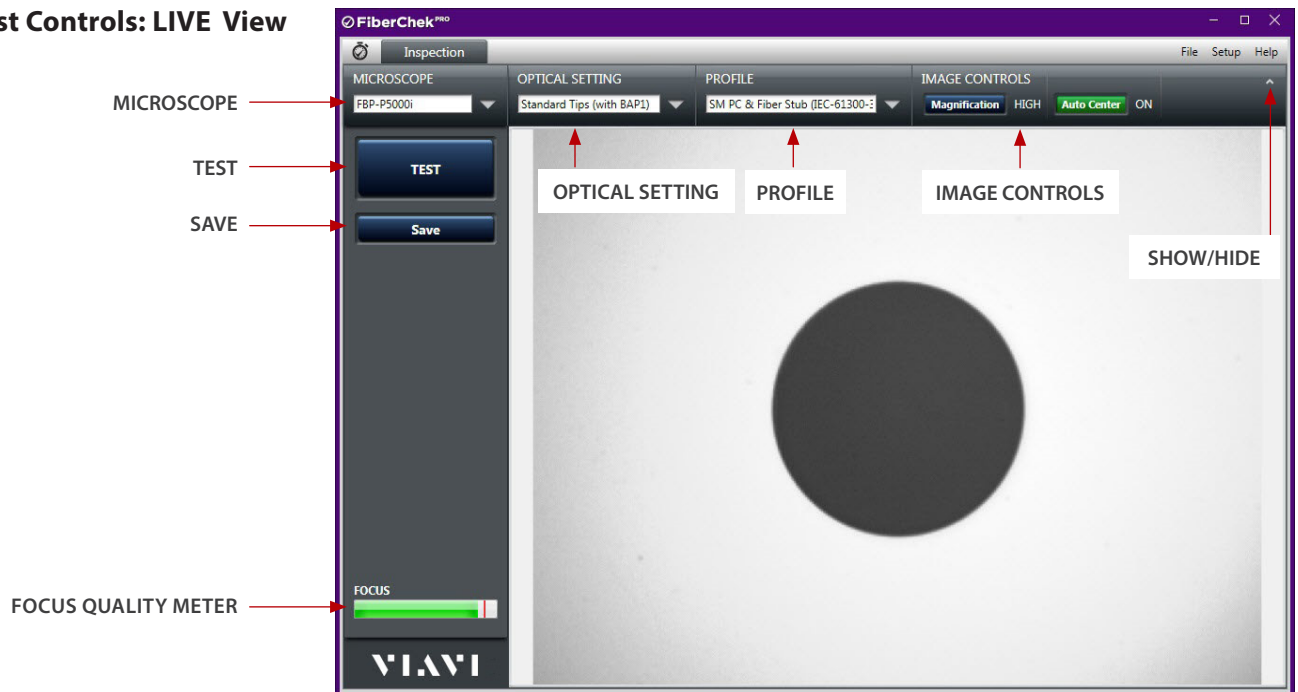 st Controls: LIVE View
FiberChek PRO
Inspection
File Setup Help
MICROSCOPE
OPTICAL SETTING
PROFILE
IMAGE CONTROLS
MICROSCOPE
FBP-P5000i
Standard Tips (with BAP1)
SM PC & Fiber Stub (IEC-61300-3
Magnification HIGH
Auto Center ON
TEST
TEST
OPTICAL SETTING
PROFILE
IMAGE CONTROLS
SAVE
Save
SHOW/HIDE
FOCUS
FOCUS QUALITY METER
VIAVI